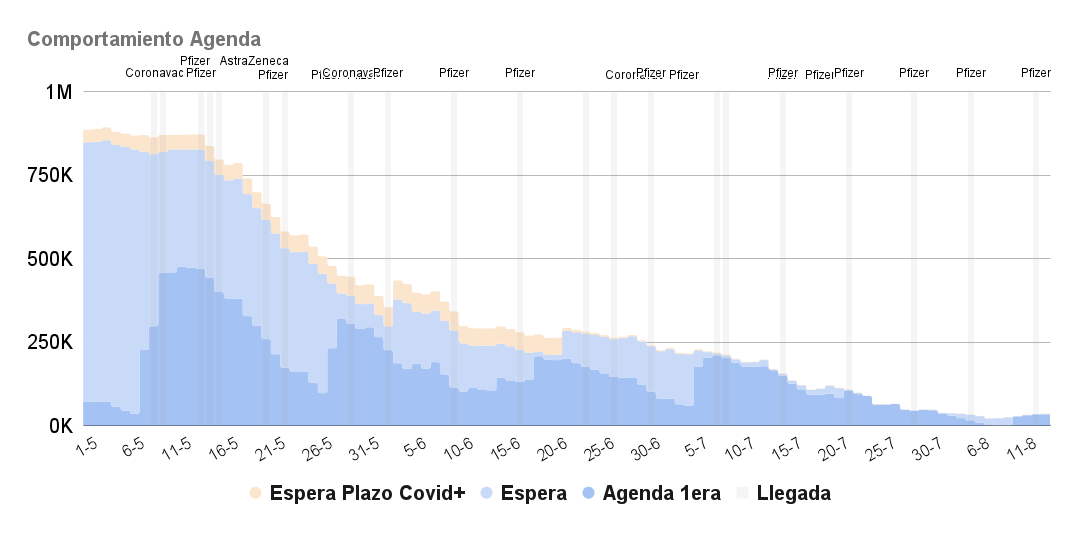 Comportamiento Agenda
Pfizer AstraZeneca
Coronavac Pfizer Pfizer Pfizer Pfizer Pfizer Pfizer Pfizer Pfizer Pfizer Pfizer Pfizer Pfizer Pfizer
1M
750K
500K
250K
0K
1-5 6-5 11-5 16-5 21-5 26-5 31-5 5-6 10-6 15-6 20-6 25-6 30-6 5-7 10-7 15-7 20-7 25-7 30-7 6-8 11-8
Espera Plazo Covid+ Espera Agenda 1era Llegada